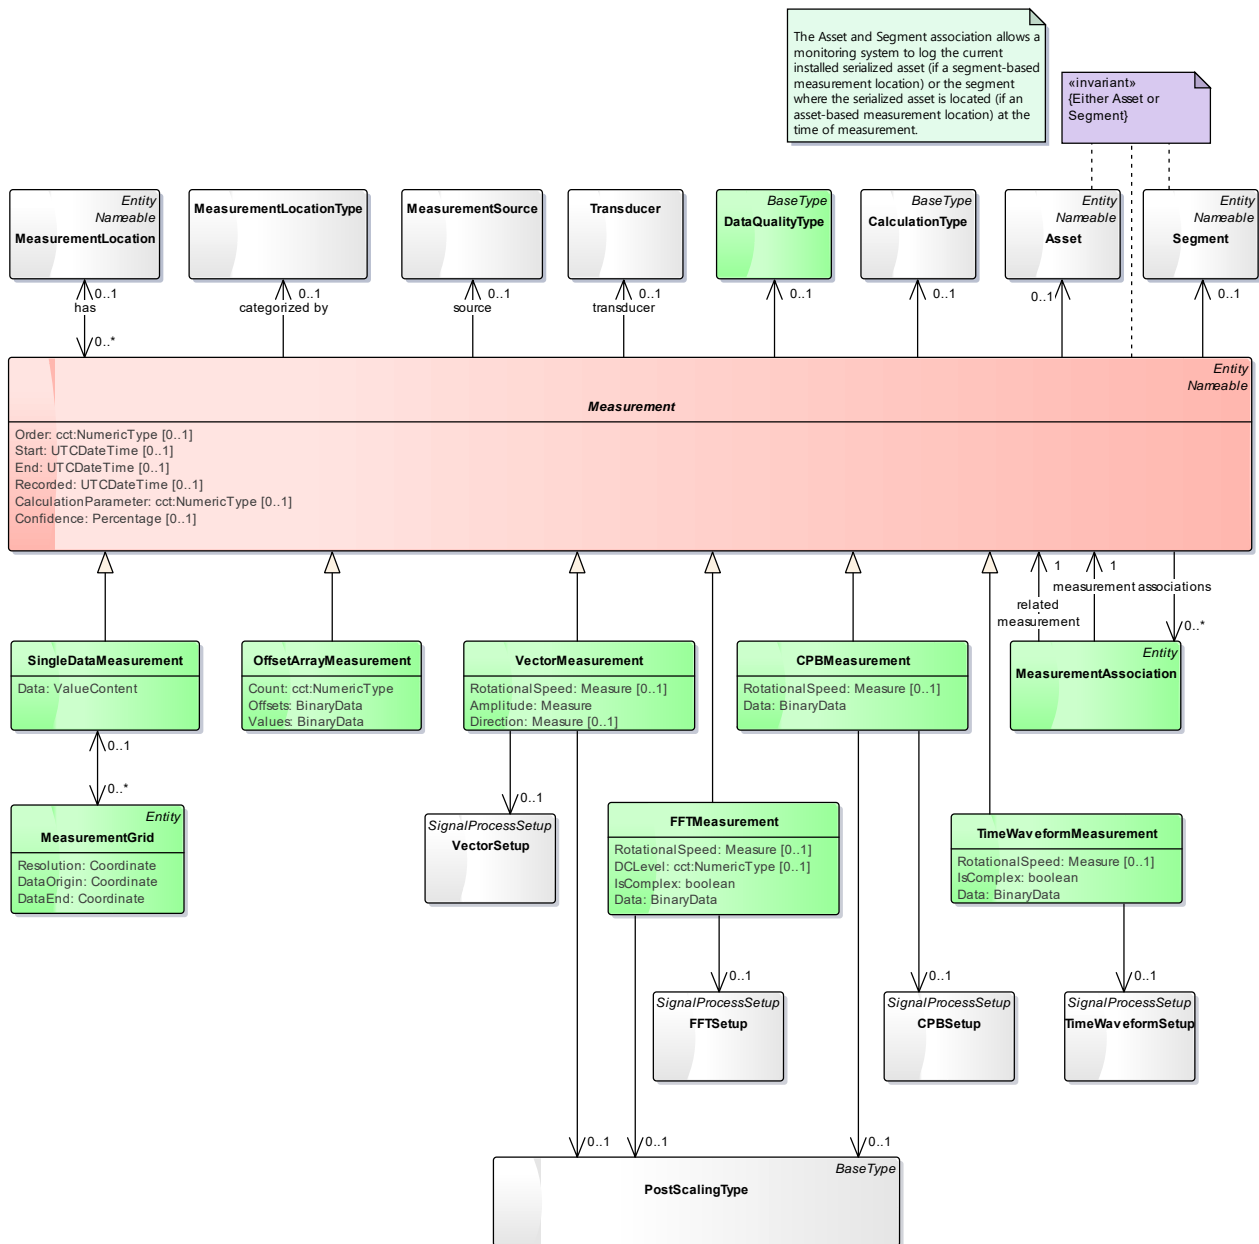 The Asset and Segment association allows a
monitoring system to log the current
installed serialized asset (if a segment-based
measurement location) or the segment
where the serialized asset is located (if an
asset-based measurement location) at the
time of measurement.
«invariant»
{Either Asset or
Segment}
Entity
Nameable
MeasurementLocation
MeasurementLocationType
MeasurementSource
Transducer
BaseType
DataQualityType
BaseType
CalculationType
Entity
Nameable
Asset
Entity
Nameable
Segment
0..1
has
0..*
0..1
categorized by
0..1
source
0..1
transducer
0..1
0..1
0..1
0..1
Entity
Nameable
Measurement
Order: cct:NumericType [0..1]
Start: UTCDateTime [0..1]
End: UTCDateTime [0..1]
Recorded: UTCDateTime [0..1]
CalculationParameter: cct:NumericType [0..1]
Confidence: Percentage [0..1]
1
related
measurement
1
measurement associations
0..*
SingleDataMeasurement
Data: ValueContent
OffsetArrayMeasurement
Count: cct:NumericType
Offsets: BinaryData
Values: BinaryData
VectorMeasurement
RotationalSpeed: Measure [0..1]
Amplitude: Measure
Direction: Measure [0..1]
CPBMeasurement
RotationalSpeed: Measure [0..1]
Data: BinaryData
Entity
MeasurementAssociation
0..1
0..*
Entity
MeasurementGrid
Resolution: Coordinate
DataOrigin: Coordinate
DataEnd: Coordinate
0..1
SignalProcessSetup
VectorSetup
FFTMeasurement
RotationalSpeed: Measure [0..1]
DCLevel: cct:NumericType [0..1]
IsComplex: boolean
Data: BinaryData
TimeWaveformMeasurement
RotationalSpeed: Measure [0..1]
IsComplex: boolean
Data: BinaryData
0..1
0..1
0..1
SignalProcessSetup
FFTSetup
SignalProcessSetup
CPBSetup
SignalProcessSetup
TimeWaveformSetup
0..1
0..1
0..1
BaseType
PostScalingType